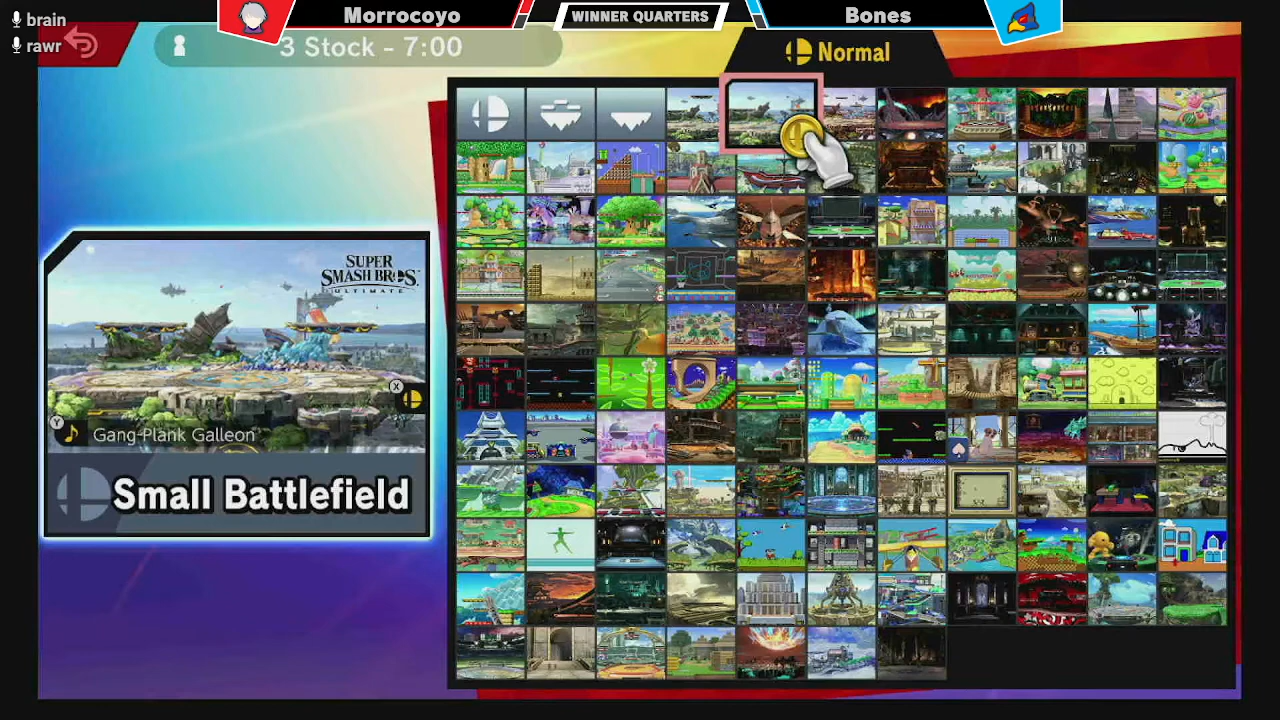 brain
rawr
Morrocoyo
WINNER QUARTERS
Bones
3 Stock - 7:00
Normal
SUPER
SMASH BROS.
ULTIMATE
X
Y
Gang-Plank Galleon
Small Battlefield